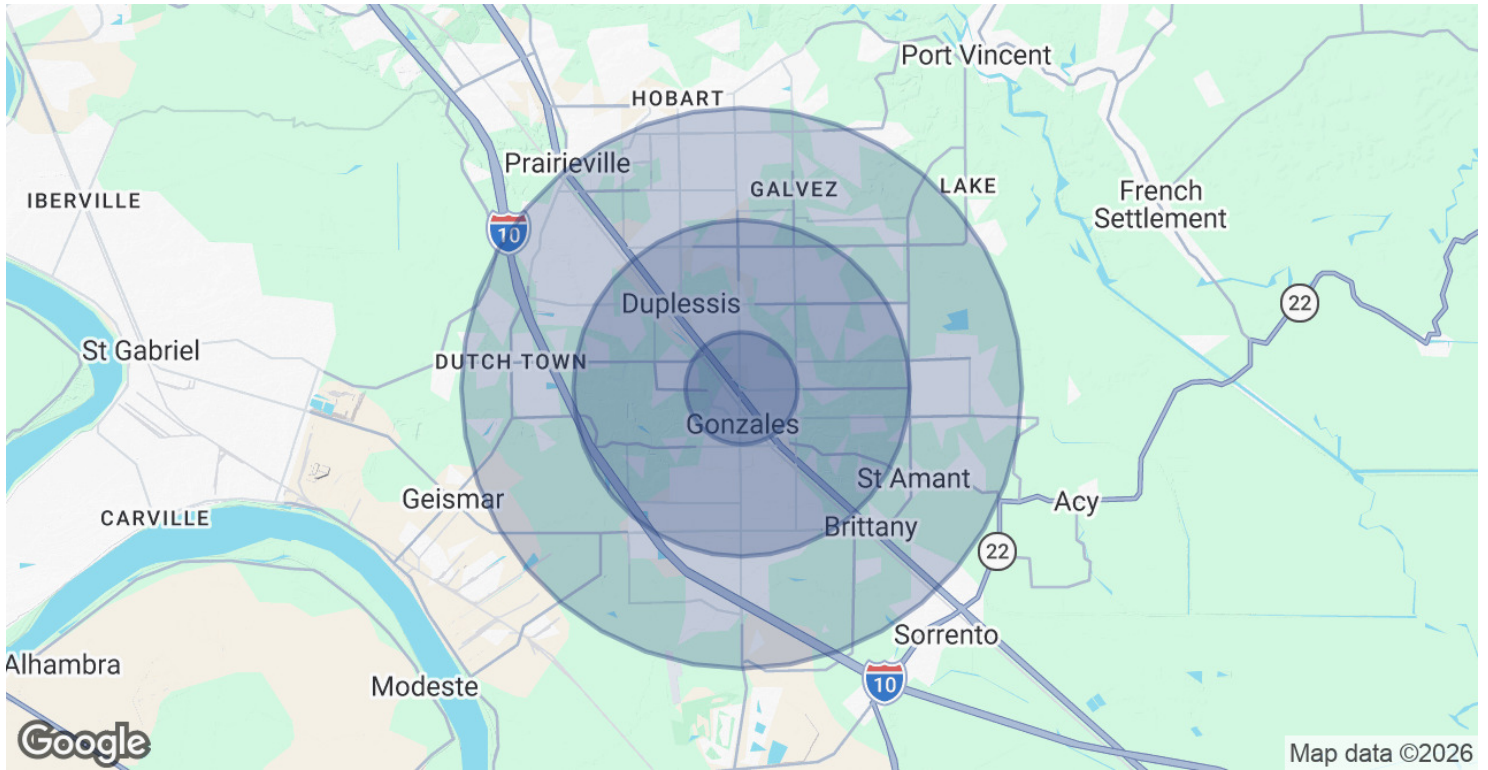 Port Vincent
HOBART
Prairieville
GALVEZ
LAKE
IBERVILLE
French
Settlement
10
Duplessis
22
St Gabriel
DUTCH TOWN
Gonzales
St Amant
Geismar
Acy
CARVILLE
Brittany
22
Sorrento
Alhambra
Modeste
10
Google
Map data ©2026